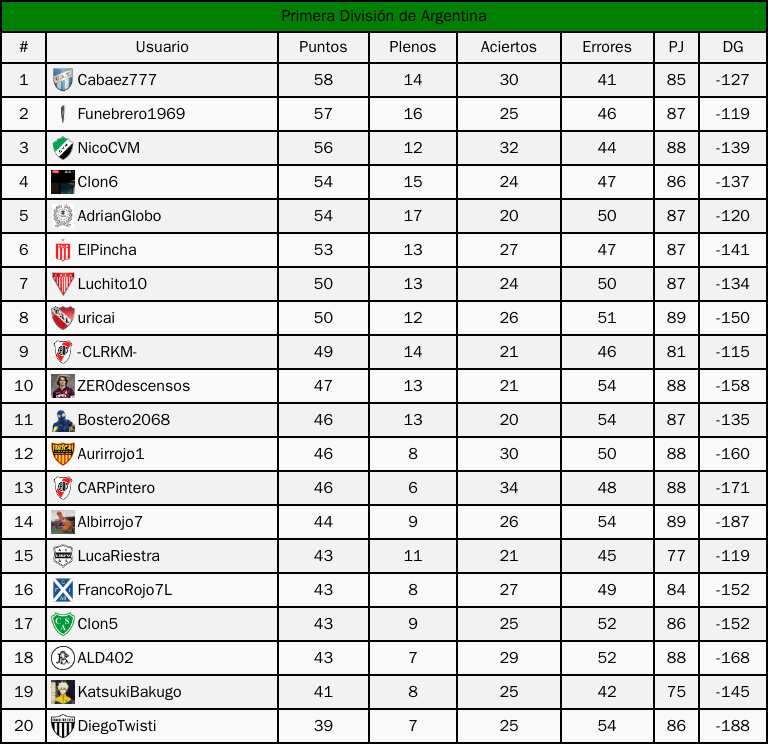 Primera División de Argentina
# Usuario Puntos Plenos Aciertos Errores PJ DG
1 Cabaez777 58 14 30 41 85 -127
2 Funebrero1969 57 16 25 46 87 -119
3 NicoCVM 56 12 32 44 88 -139
4 Clon6 54 15 24 47 86 -137
5 AdrianGlobo 54 17 20 50 87 -120
6 ElPincha 53 13 27 47 87 -141
7 Luchito10 50 13 24 50 87 -134
8 uricai 50 12 26 51 89 -150
9 -CLRKM- 49 14 21 46 81 -115
10 ZER0descensos 47 13 21 54 88 -158
11 Bostero2068 46 13 20 54 87 -135
12 Aurirrojo1 46 8 30 50 88 -160
13 CARPintero 46 6 34 48 88 -171
14 Albirrojo7 44 9 26 54 89 -187
15 LucaRiestra 43 11 21 45 77 -119
16 FrancoRojo7L 43 8 27 49 84 -152
17 Clon5 43 9 25 52 86 -152
18 ALD402 43 7 29 52 88 -168
19 KatsukiBakugo 41 8 25 42 75 -145
20 DiegoTwisti 39 7 25 54 86 -188